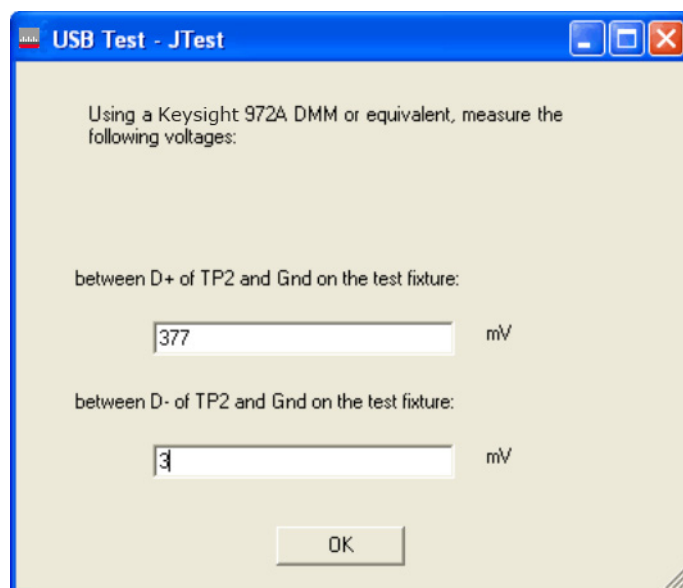 USB Test - JTest
Using a Keysight 972A DMM or equivalent, measure the
following voltages:
between D+ of TP2 and Gnd on the test fixture:
377 mV
between D- of TP2 and Gnd on the test fixture:
3 mV
OK